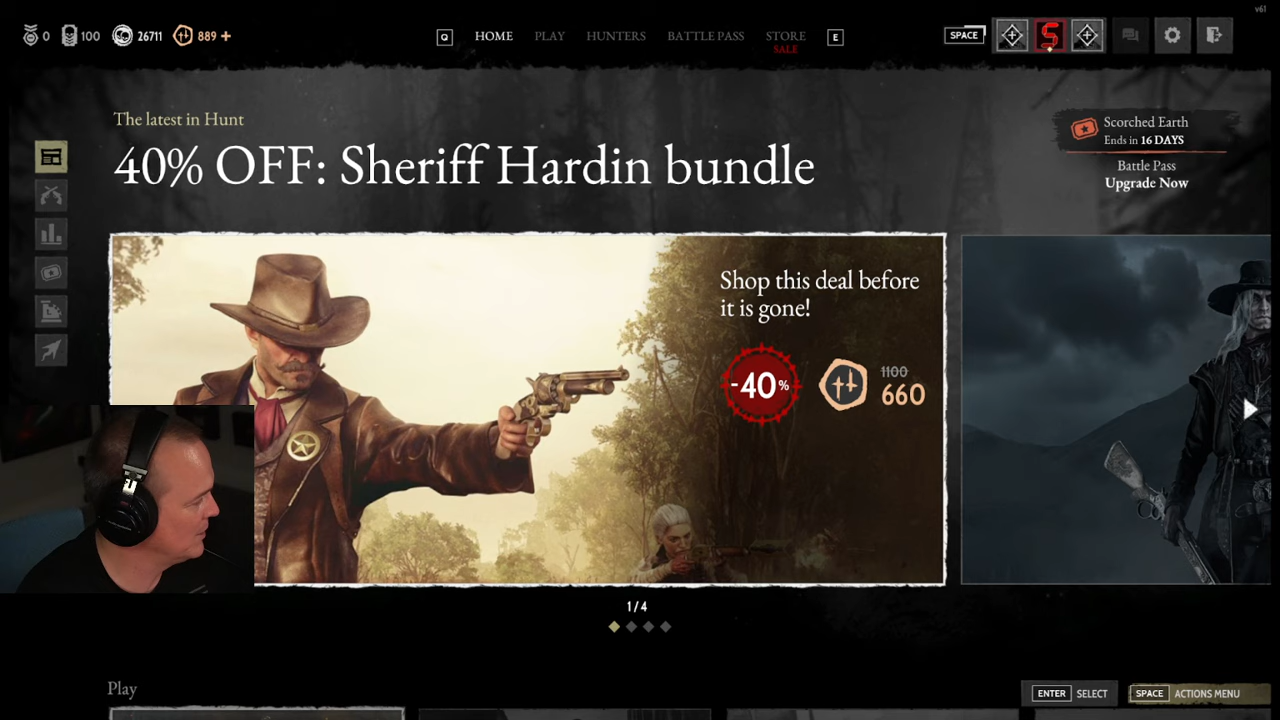 v61
0 100 26711 889 +
Q HOME PLAY HUNTERS BATTLE PASS STORE E
SALE
SPACE
The latest in Hunt
40% OFF: Sheriff Hardin bundle
Scorched Earth
Ends in 16 DAYS
Battle Pass
Upgrade Now
Shop this deal before
it is gone!
-40%
1100
660
1/4
Play
ENTER SELECT SPACE ACTIONS MENU